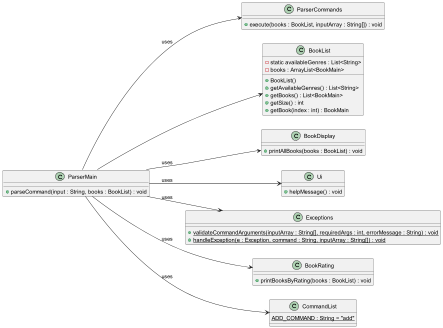 C ParserCommands
execute(books : BookList, inputArray : String[]) : void
uses
C BookList
static availableGenres : List<String>
books : ArrayList<BookMain>
BookList()
getAvailableGenres() : List<String>
getBooks() : List<BookMain>
getSize() : int
getBook(index : int) : BookMain
C BookDisplay
printAllBooks(books : BookList) : void
uses
C ParserMain
parseCommand(input : String, books : BookList) : void
uses
C Ui
helpMessage() : void
uses
C Exceptions
validateCommandArguments(inputArray : String[], requiredArgs : int, errorMessage : String) : void
handleException(e : Exception, command : String, inputArray : String[]) : void
uses
C BookRating
printBooksByRating(books : BookList) : void
uses
C CommandList
ADD_COMMAND : String = "add"